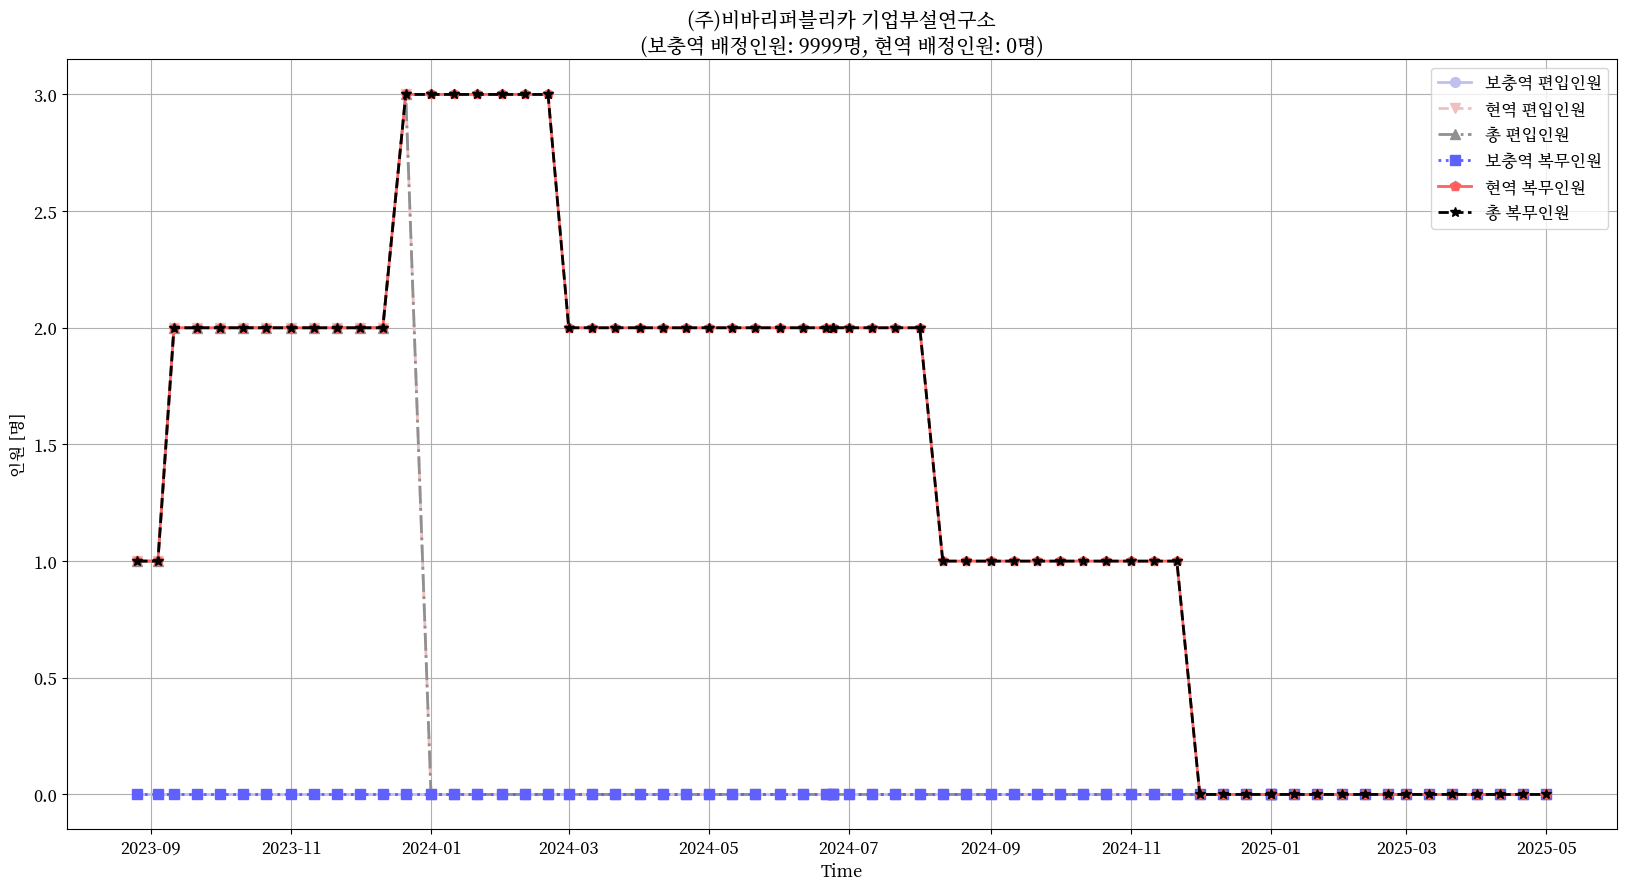 (주)비바리퍼블리카 기업부설연구소
(보충역 배정인원: 9999명, 현역 배정인원: 0명)
보충역 편입인원
현역 편입인원
총 편입인원
보충역 복무인원
현역 복무인원
총 복무인원
인원 [명]
3.0
2.5
2.0
1.5
1.0
0.5
0.0
2023-09
2023-11
2024-01
2024-03
2024-05
2024-07
2024-09
2024-11
2025-01
2025-03
2025-05
Time